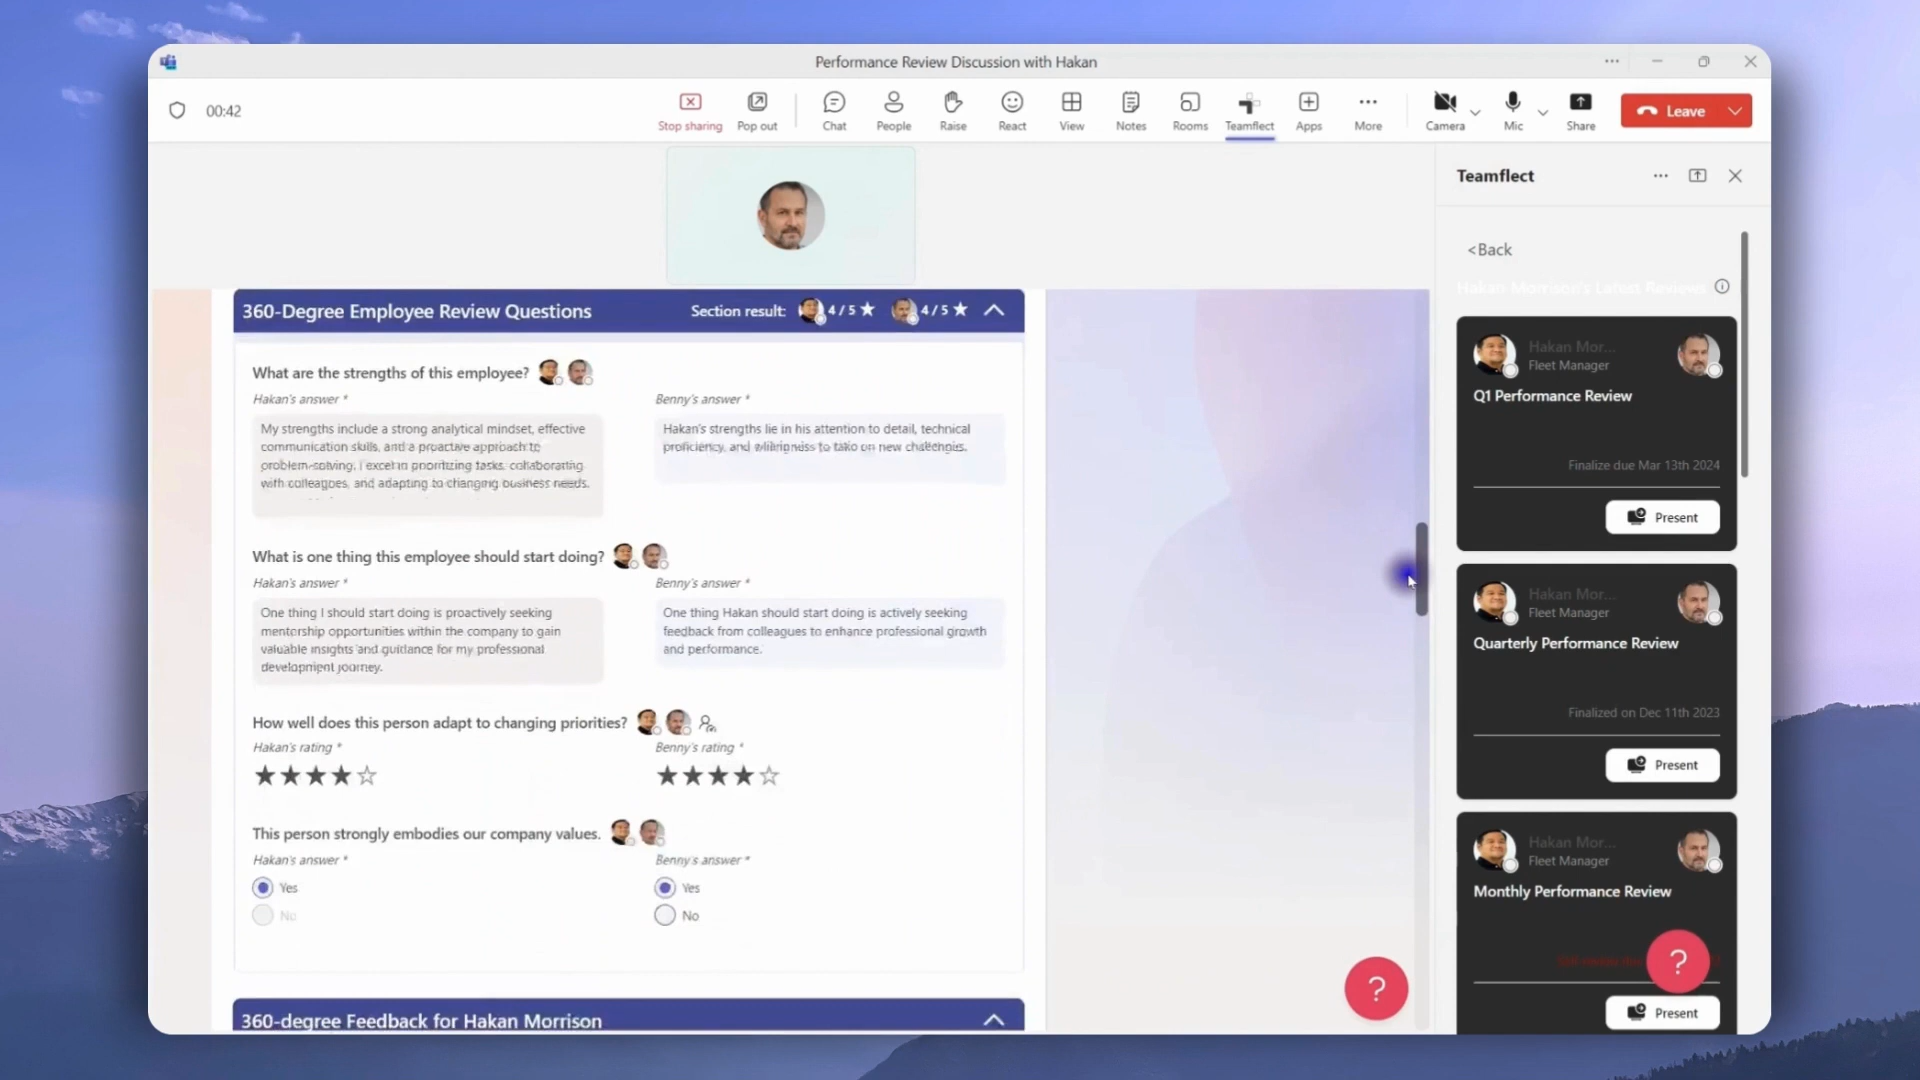 Performance Review Discussion with Hakan
00:42
Stop sharing
Pop out
Chat
People
Raise
React
View
Notes
Rooms
Teamflect
Apps
More
Camera
Mic
Share
Leave
360-Degree Employee Review Questions
Section result: 4 / 5 ★ 4 / 5 ★
What are the strengths of this employee?
Hakan's answer *
My strengths include a strong analytical mindset, effective
communication skills, and a proactive approach to
problem-solving. I excel in prioritizing tasks, collaborating
with colleagues, and adapting to changing business needs.
Benny's answer *
Hakan's strengths lie in his attention to detail, technical
proficiency, and willingness to take on new challenges.
What is one thing this employee should start doing?
Hakan's answer *
One thing I should start doing is proactively seeking
mentorship opportunities within the company to gain
valuable insights and guidance for my professional
development journey.
Benny's answer *
One thing Hakan should start doing is actively seeking
feedback from colleagues to enhance professional growth
and performance.
How well does this person adapt to changing priorities?
Hakan's rating *
Benny's rating *
This person strongly embodies our company values.
Hakan's answer *
Yes
No
Benny's answer *
Yes
No
360-degree Feedback for Hakan Morrison
Teamflect
<Back
Hakan Morrison's Latest Reviews
Hakan Mor...
Fleet Manager
Q1 Performance Review
Finalize due Mar 13th 2024
Present
Hakan Mor...
Fleet Manager
Quarterly Performance Review
Finalized on Dec 11th 2023
Present
Hakan Mor...
Fleet Manager
Monthly Performance Review
?
Present
?